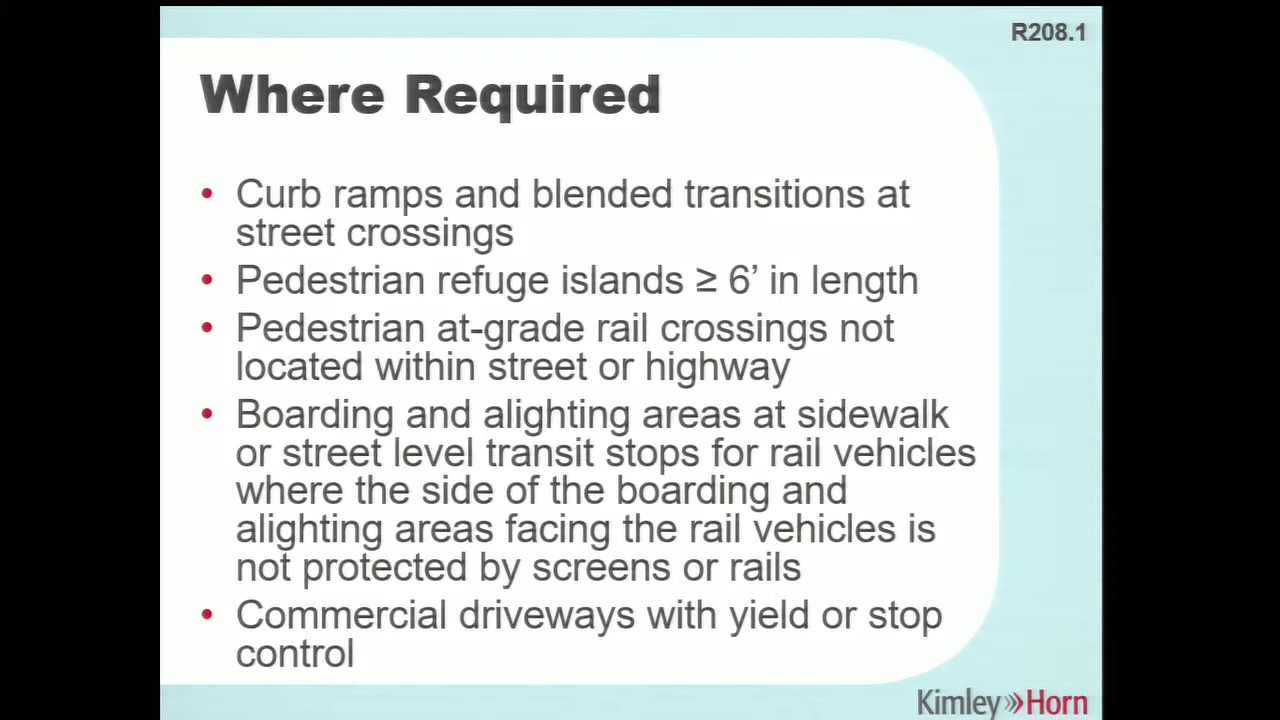 R208.1
Where Required
• Curb ramps and blended transitions at
street crossings
• Pedestrian refuge islands ≥ 6’ in length
• Pedestrian at-grade rail crossings not
located within street or highway
• Boarding and alighting areas at sidewalk
or street level transit stops for rail vehicles
where the side of the boarding and
alighting areas facing the rail vehicles is
not protected by screens or rails
• Commercial driveways with yield or stop
control
Kimley»Horn